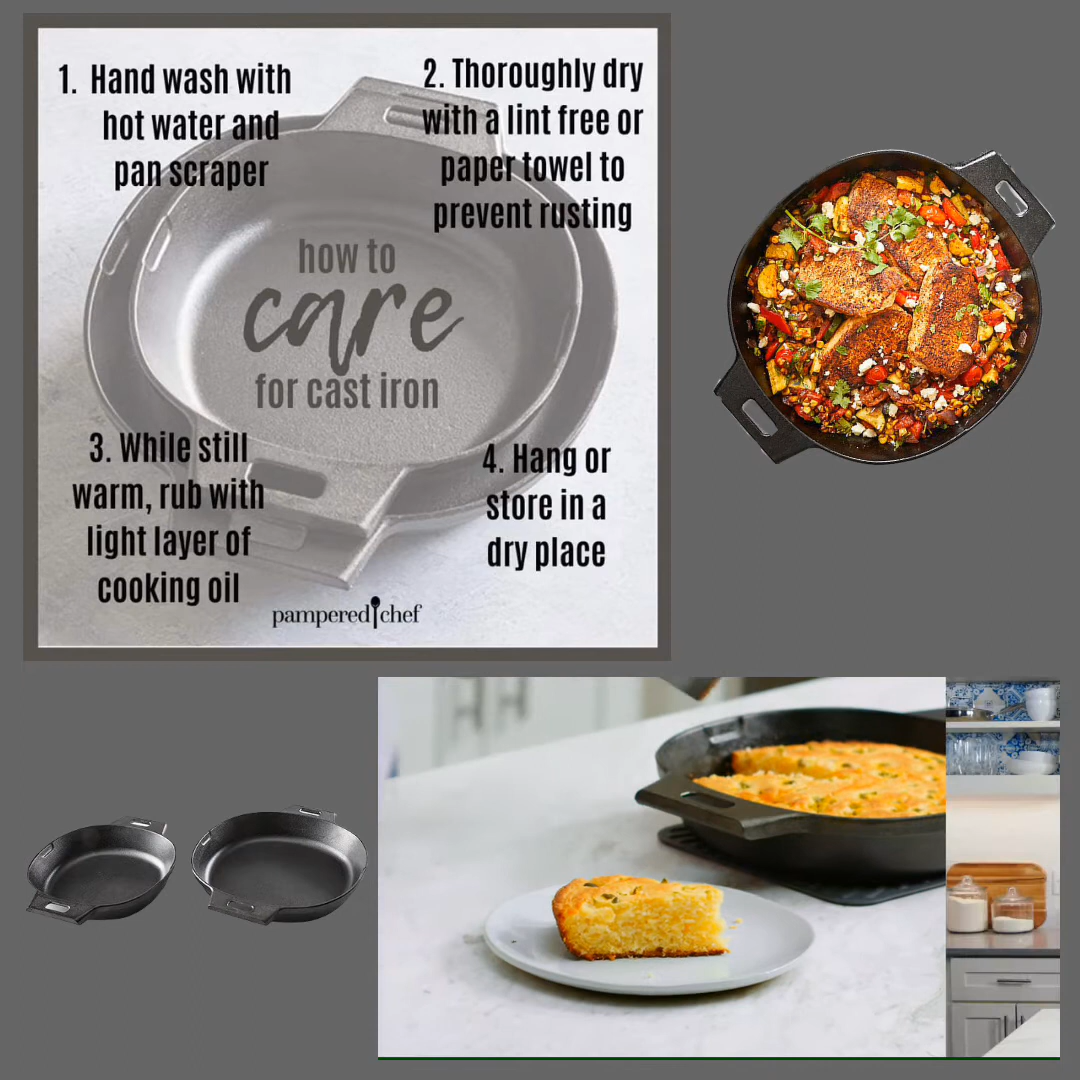 1. Hand wash with
hot water and
pan scraper
2. Thoroughly dry
with a lint free or
paper towel to
prevent rusting
how to
care
for cast iron
3. While still
warm, rub with
light layer of
cooking oil
4. Hang or
store in a
dry place
pampered chef